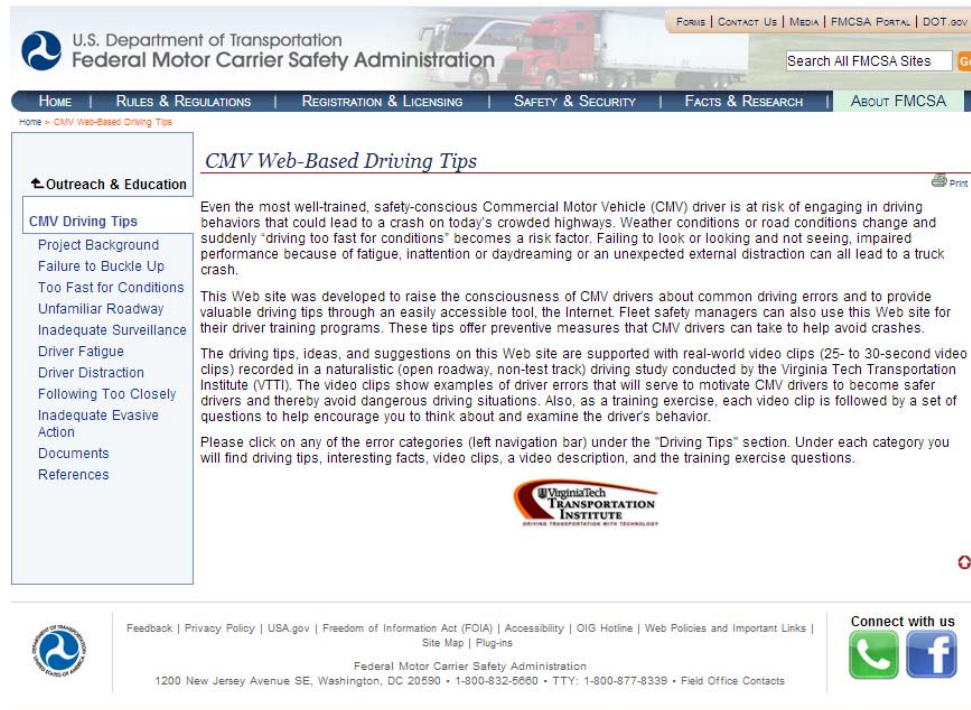 Forms | Contact Us | Media | FMCSA Portal | DOT.gov
U.S. Department of Transportation
Federal Motor Carrier Safety Administration
Search All FMCSA Sites
Go
Home | Rules & Regulations | Registration & Licensing | Safety & Security | Facts & Research | About FMCSA
Home > CMV Web-Based Driving Tips
Outreach & Education
CMV Driving Tips
Project Background
Failure to Buckle Up
Too Fast for Conditions
Unfamiliar Roadway
Inadequate Surveillance
Driver Fatigue
Driver Distraction
Following Too Closely
Inadequate Evasive
Action
Documents
References
CMV Web-Based Driving Tips
Print
Even the most well-trained, safety-conscious Commercial Motor Vehicle (CMV) driver is at risk of engaging in driving
behaviors that could lead to a crash on today's crowded highways. Weather conditions or road conditions change and
suddenly "driving too fast for conditions" becomes a risk factor. Failing to look or looking and not seeing, impaired
performance because of fatigue, inattention or daydreaming or an unexpected external distraction can all lead to a truck
crash.
This Web site was developed to raise the consciousness of CMV drivers about common driving errors and to provide
valuable driving tips through an easily accessible tool, the Internet. Fleet safety managers can also use this Web site for
their driver training programs. These tips offer preventive measures that CMV drivers can take to help avoid crashes.
The driving tips, ideas, and suggestions on this Web site are supported with real-world video clips (25- to 30-second video
clips) recorded in a naturalistic (open roadway, non-test track) driving study conducted by the Virginia Tech Transportation
Institute (VTTI). The video clips show examples of driver errors that will serve to motivate CMV drivers to become safer
drivers and thereby avoid dangerous driving situations. Also, as a training exercise, each video clip is followed by a set of
questions to help encourage you to think about and examine the driver's behavior.
Please click on any of the error categories (left navigation bar) under the "Driving Tips" section. Under each category you
will find driving tips, interesting facts, video clips, a video description, and the training exercise questions.
VirginiaTech
TRANSPORTATION
INSTITUTE
DRIVING TRANSPORTATION WITH TECHNOLOGY
Feedback | Privacy Policy | USA.gov | Freedom of Information Act (FOIA) | Accessibility | OIG Hotline | Web Policies and Important Links |
Site Map | Plug-ins
Federal Motor Carrier Safety Administration
1200 New Jersey Avenue SE, Washington, DC 20590 • 1-800-832-5660 • TTY: 1-800-877-8339 • Field Office Contacts
Connect with us